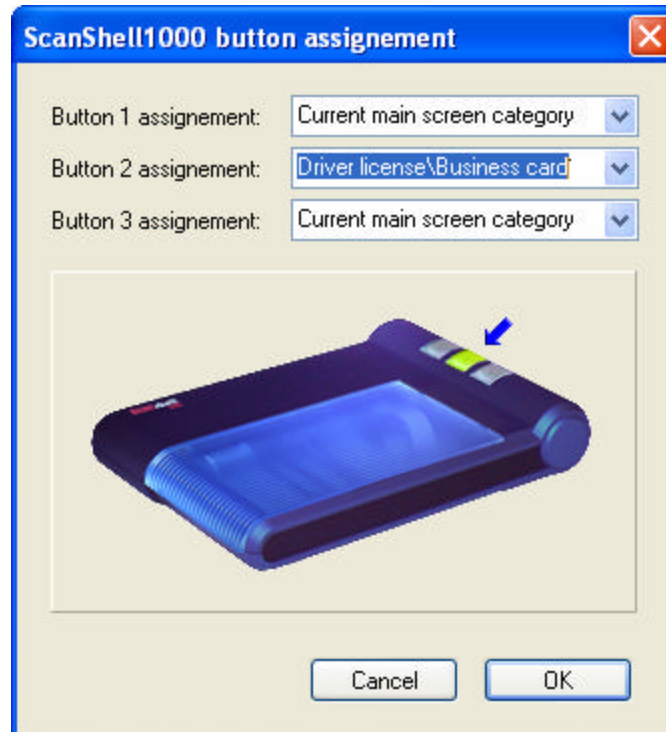 ScanShell1000 button assignement
Button 1 assignement: Current main screen category
Button 2 assignement: Driver license\Business card
Button 3 assignement: Current main screen category
Cancel OK